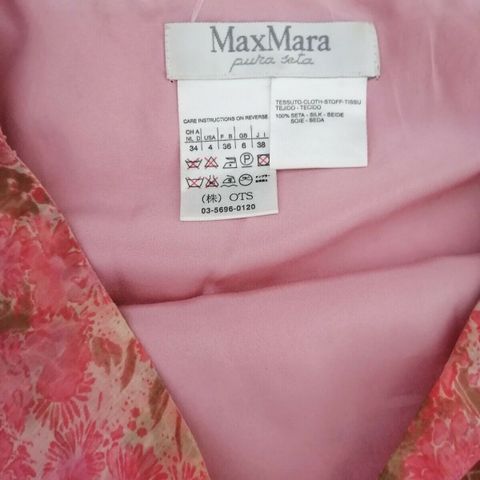 MaxMara
pura seta
CARE INSTRUCTIONS ON REVERSE
CH A NL D USA F B GB J I
34 4 36 6 38
P
(株) OTS
03-5696-0120
TESSUTO-CLOTH-STOFF-TISSU
TEJIDO - TECIDO
100% SETA - SILK - SEIDE
SOIE - SEDA